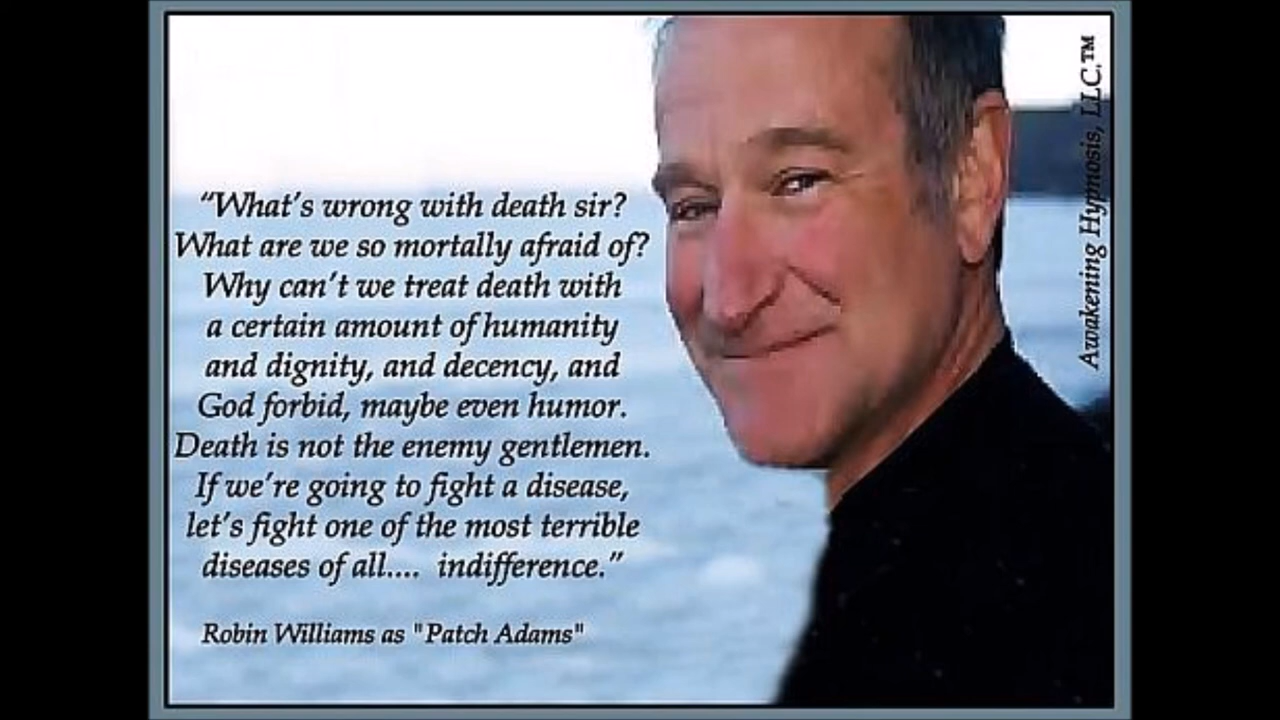 “What’s wrong with death sir?
What are we so mortally afraid of?
Why can’t we treat death with
a certain amount of humanity
and dignity, and decency, and
God forbid, maybe even humor.
Death is not the enemy gentlemen.
If we’re going to fight a disease,
let’s fight one of the most terrible
diseases of all.... indifference.”
Robin Williams as "Patch Adams"
Awakening Hypnosis, LLC.™